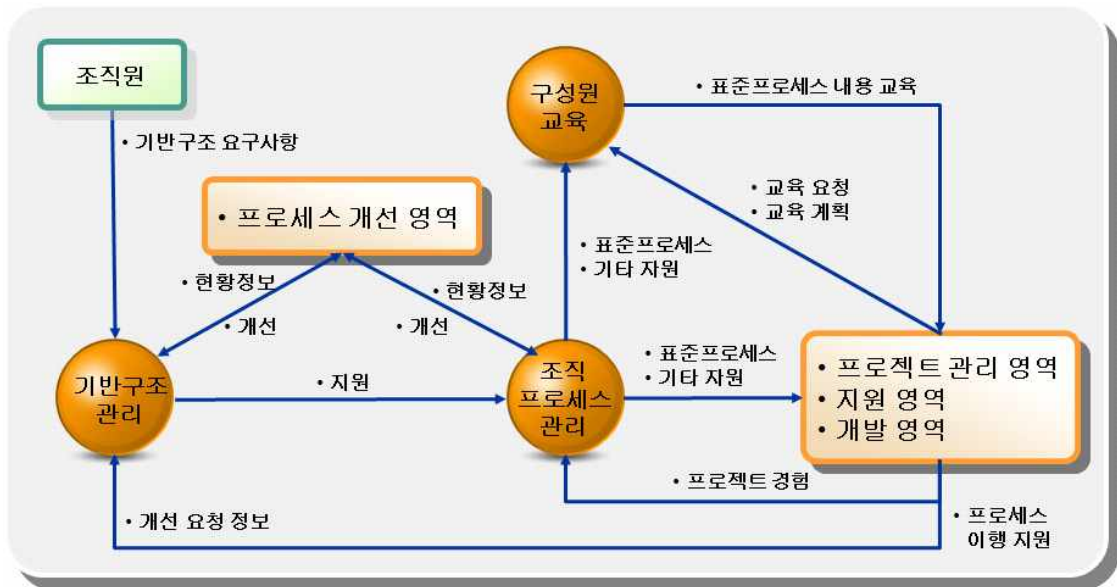 조직원
• 기반구조 요구사항
구성원
교육
• 표준프로세스 내용 교육
• 교육 요청
• 교육 계획
• 프로세스 개선 영역
• 표준프로세스
• 기타 자원
• 현황정보
• 개선
• 현황정보
• 개선
기반구조
관리
• 지원
조직
프로세스
관리
• 표준프로세스
• 기타 자원
• 프로젝트 관리 영역
• 지원 영역
• 개발 영역
• 프로젝트 경험
• 개선 요청 정보
• 프로세스
이행 지원